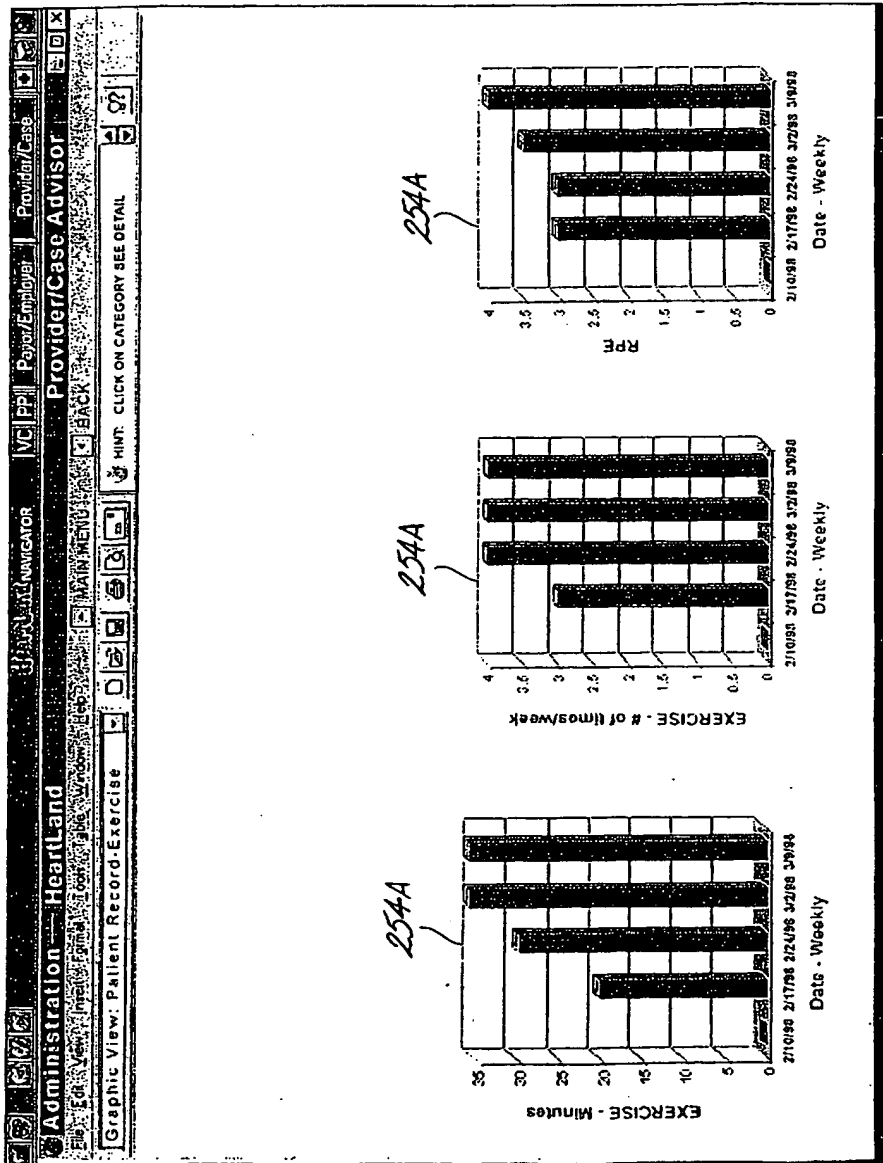 NAVIGATOR
VC PP Payor/Employer Provider/Case
Administration — HeartLand Provider/Case Advisor
File Edit View Insert Format Tools Table Window Help MAIN MENU BACK
Graphic View: Patient Record-Exercise
HINT: CLICK ON CATEGORY SEE DETAIL
254A
EXERCISE - Minutes
35
30
25
20
15
10
5
0
2/10/98 2/17/98 2/24/98 3/2/98 3/9/98
Date - Weekly
254A
EXERCISE - # of times/week
4
3.5
3
2.5
2
1.5
1
0.5
0
2/10/98 2/17/98 2/24/98 3/2/98 3/9/98
Date - Weekly
254A
RPE
4
3.5
3
2.5
2
1.5
1
0.5
0
2/10/98 2/17/98 2/24/98 3/2/98 3/9/98
Date - Weekly